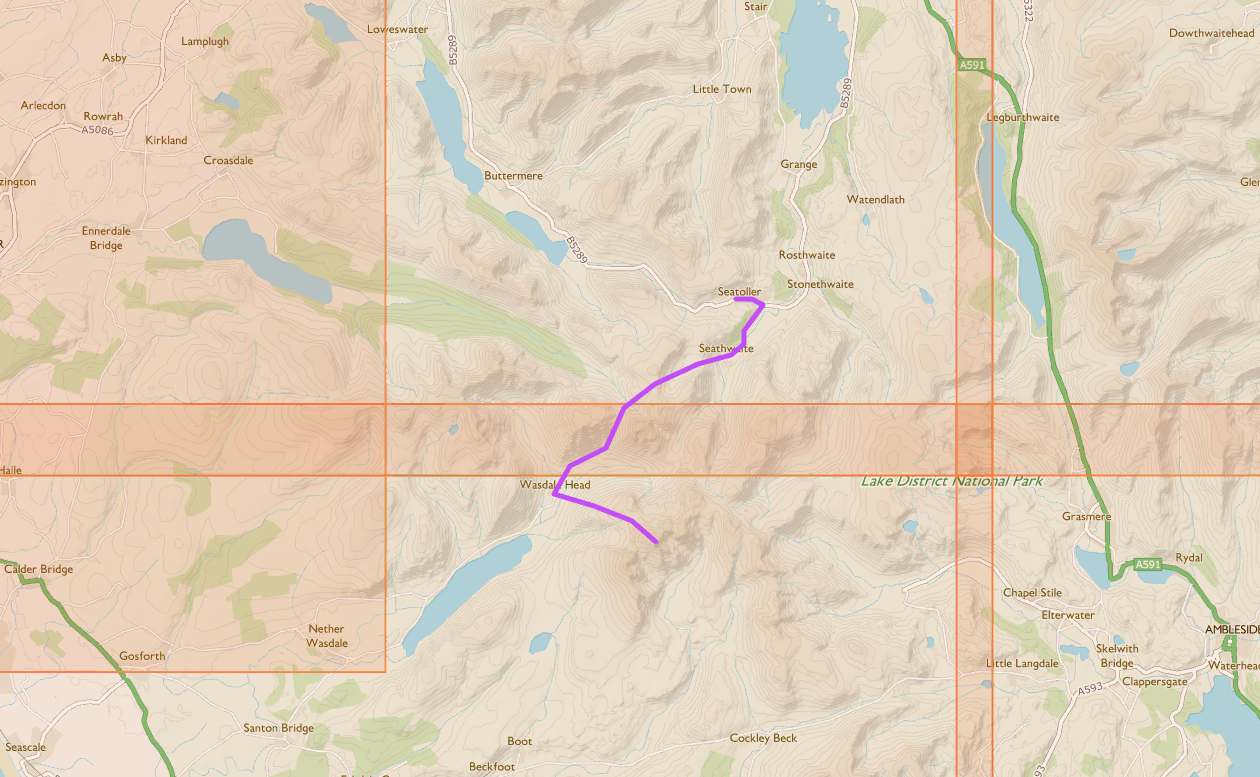 Stair
Loweswater
B5289
A5322
Lamplugh
Dowthwaitehead
Asby
A591
Little Town
B5289
Arlecdon
Rowrah
A5086
Legburthwaite
Kirkland
Croasdale
Grange
Buttermere
zington
Glen
Watendlath
Ennerdale
Bridge
R
B5289
Rosthwaite
Stonethwaite
Seatoller
Seathwaite
Haile
Wasdale Head
Lake District National Park
Grasmere
Rydal
A591
Calder Bridge
Chapel Stile
Elterwater
Nether
Wasdale
AMBLESIDE
Skelwith
Bridge
Gosforth
Little Langdale
Waterhead
Clappersgate
A593
Santon Bridge
Boot
Cockley Beck
Seascale
Beckfoot